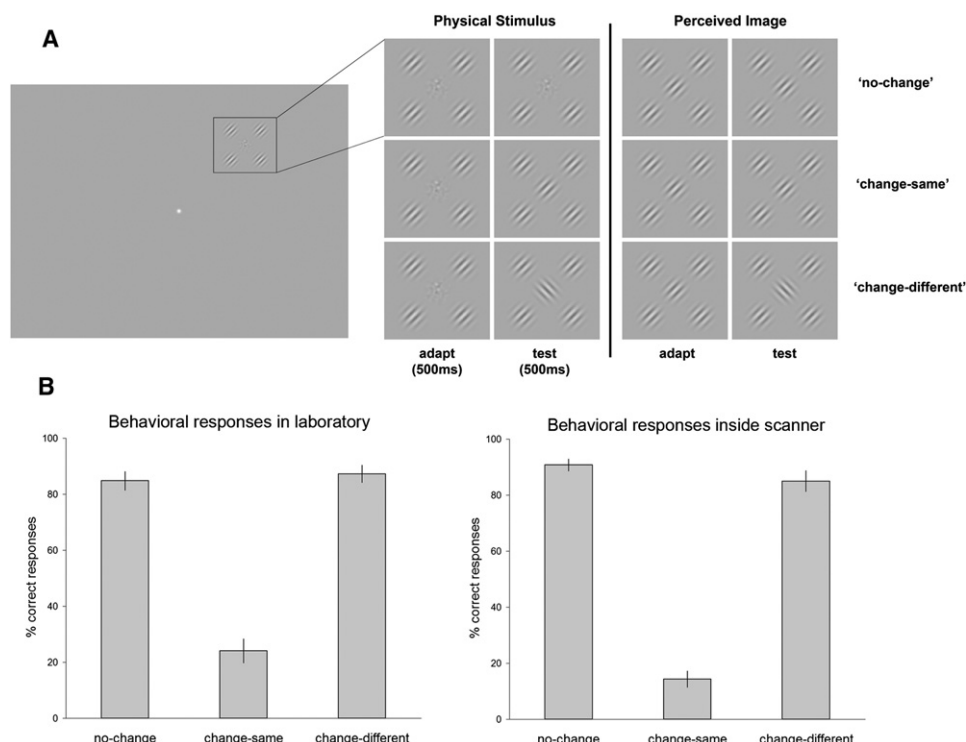 A
Physical Stimulus
Perceived Image
'no-change'
'change-same'
'change-different'
adapt
(500ms)
test
(500ms)
adapt
test
B
Behavioral responses in laboratory
% correct responses
100
80
60
40
20
0
no-change
change-same
change-different
Behavioral responses inside scanner
% correct responses
100
80
60
40
20
0
no-change
change-same
change-different